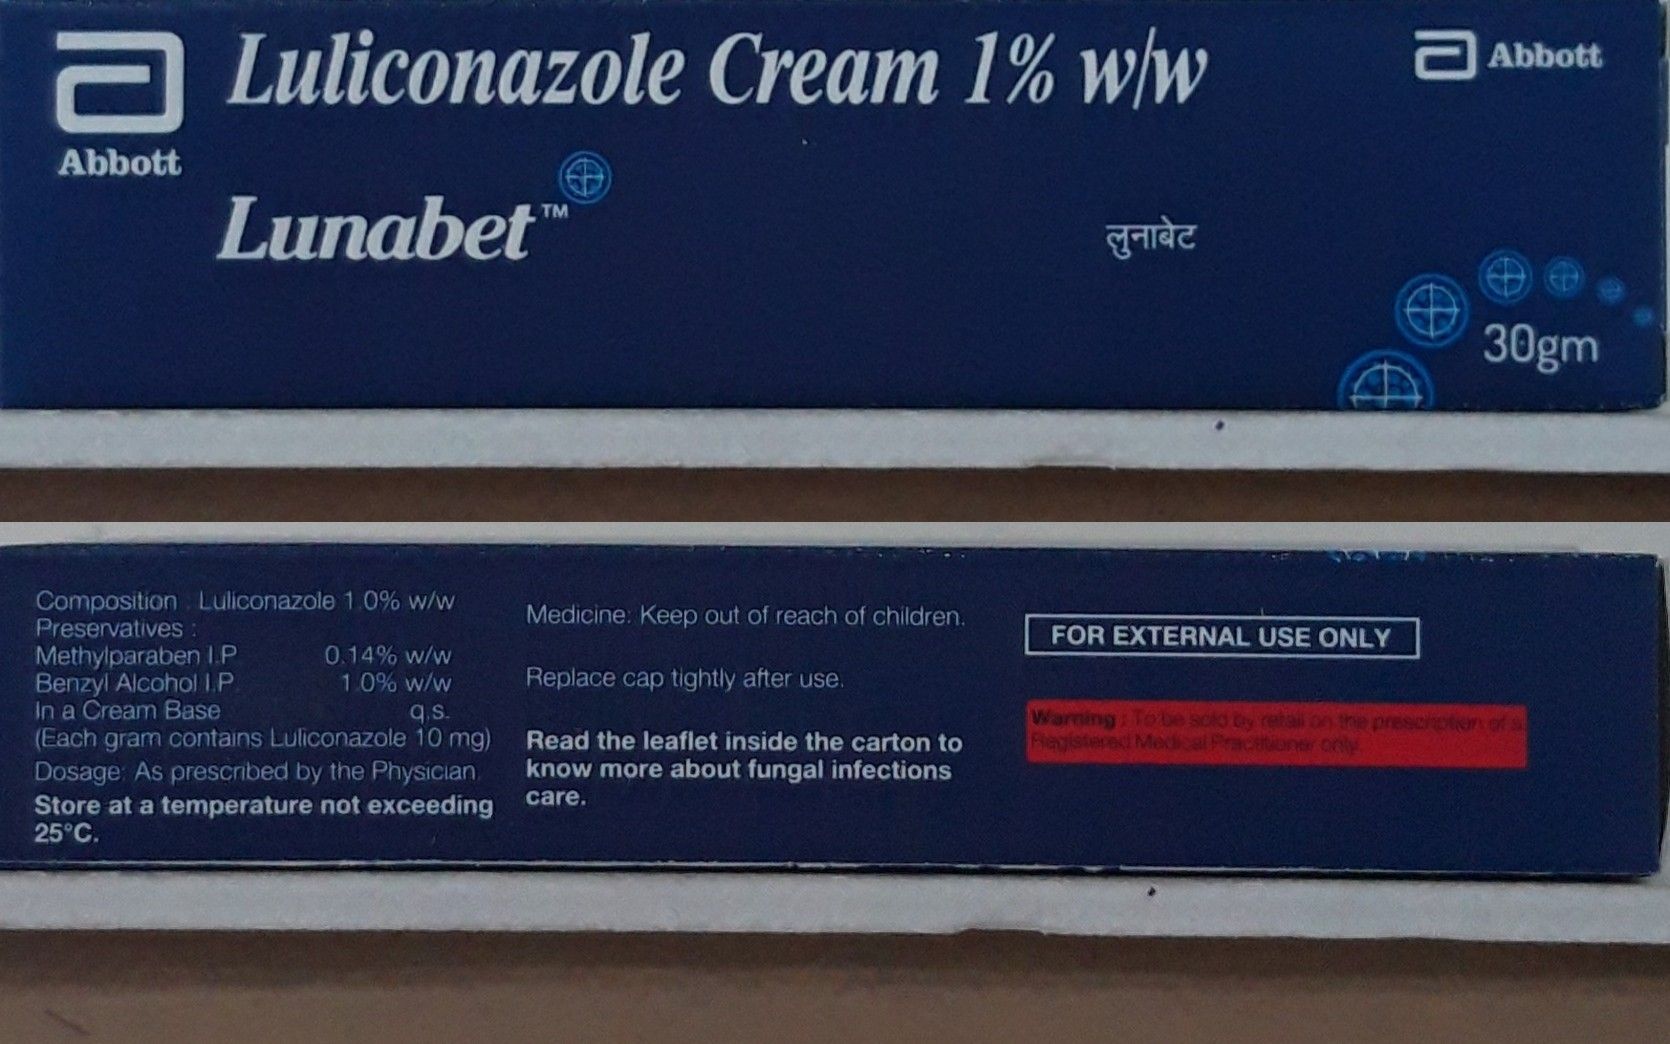 Luliconazole Cream 1% w/w
Abbott
Abbott
Lunabet™
लुनाबेट
30gm
Composition : Luliconazole 1.0% w/w
Preservatives :
Methylparaben I.P 0.14% w/w
Benzyl Alcohol I.P. 1.0% w/w
In a Cream Base q.s.
(Each gram contains Luliconazole 10 mg)
Dosage: As prescribed by the Physician.
Store at a temperature not exceeding
25°C.
Medicine: Keep out of reach of children.
Replace cap tightly after use.
Read the leaflet inside the carton to
know more about fungal infections
care.
FOR EXTERNAL USE ONLY
Warning : To be sold by retail on the prescription of a
Registered Medical Practitioner only.